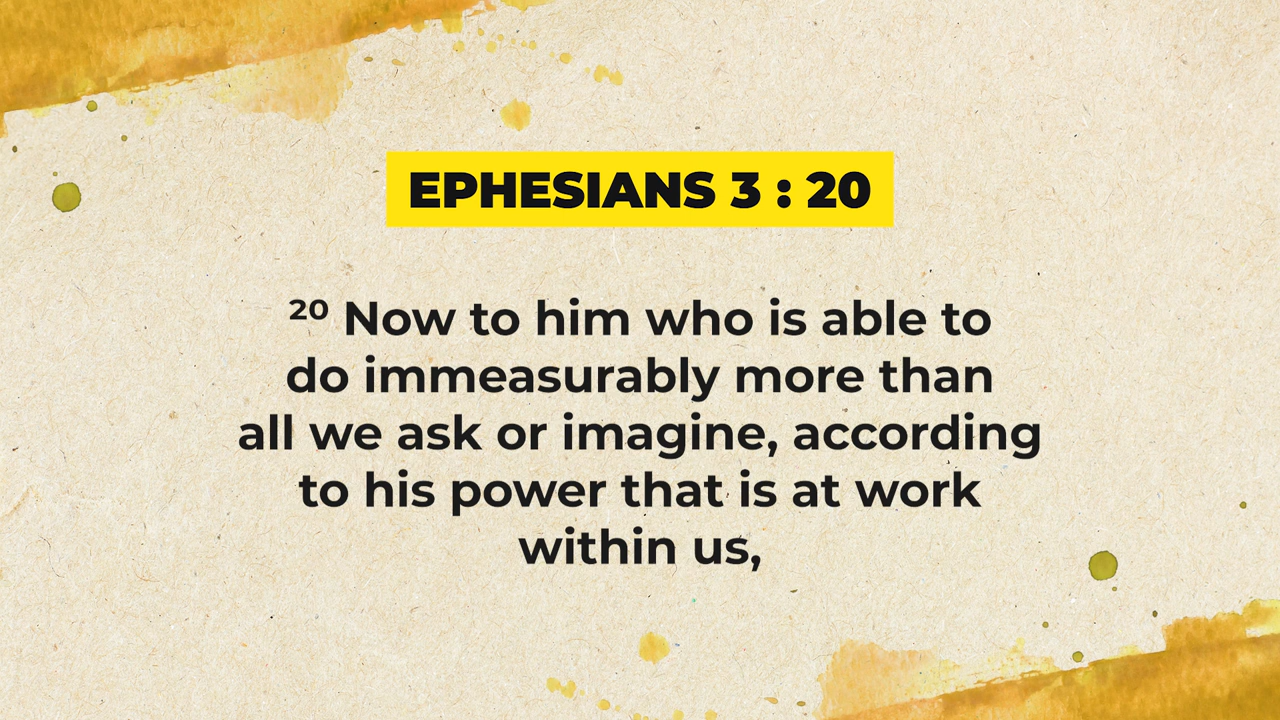 EPHESIANS 3 : 20
²⁰ Now to him who is able to
do immeasurably more than
all we ask or imagine, according
to his power that is at work
within us,